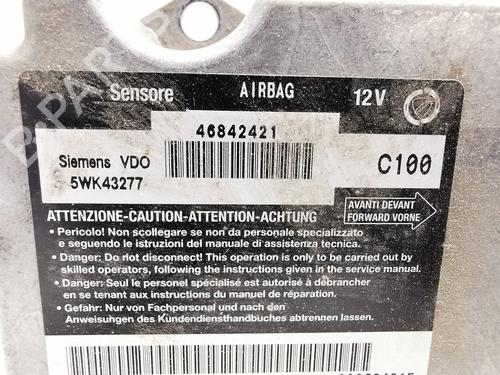 Sensore AIRBAG 12V
46842421
Siemens VDO
5WK43277
C100
AVANTI DEVANT
FORWARD VORNE
ATTENZIONE-CAUTION-ATTENTION-ACHTUNG
• Pericolo! Non scollegare se non da personale specializzato
e seguendo le istruzioni del manuale di assistenza tecnica.
• Danger: Do not disconnect! This operation is only to be carried out by
skilled operators, following the instructions given in the service manual.
• Danger: Seul le personel spécialisé est autorisé à débrancher
en se tenant aux instructions du manuel de réparation.
• Gefahr: Nur von Fachpersonal und nach den
Anweisungen des Kundendiensthandbuches abtrennen lassen.